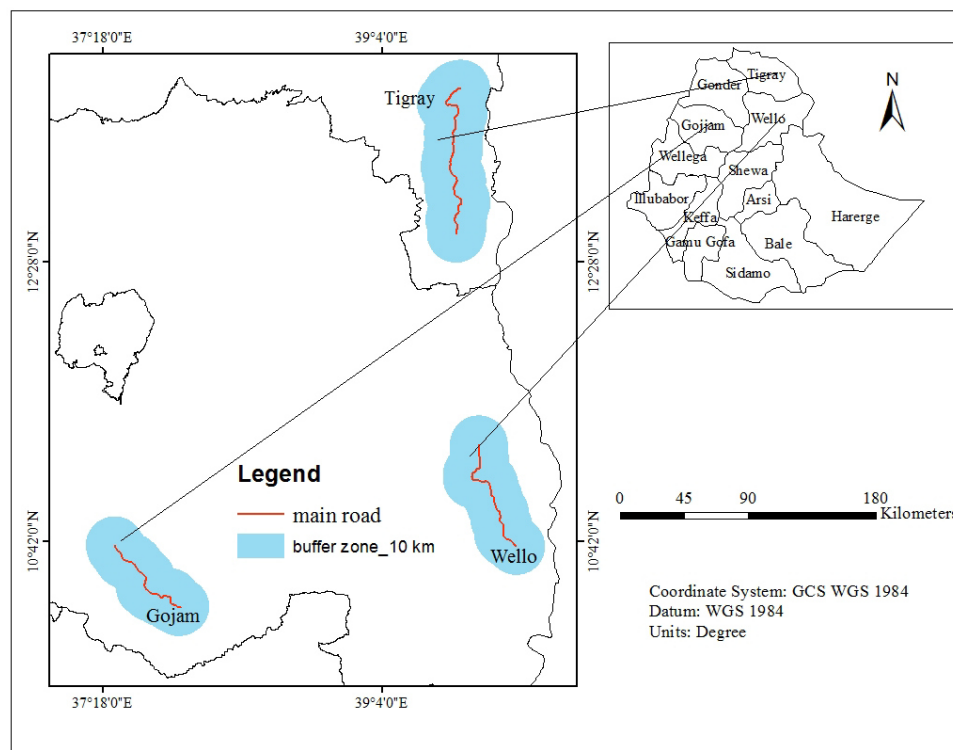 37°18'0"E
39°4'0"E
Tigray
12°28'0"N
12°28'0"N
Legend
main road
buffer zone_10 km
Wello
Gojam
10°42'0"N
10°42'0"N
37°18'0"E
39°4'0"E
N
Tigray
Gonder
Gojjam
Wello
Wellega
Shewa
Illubabor
Arsi
Keffa
Harerge
Gamu Gofa
Bale
Sidamo
0 45 90 180
Kilometers
Coordinate System: GCS WGS 1984
Datum: WGS 1984
Units: Degree